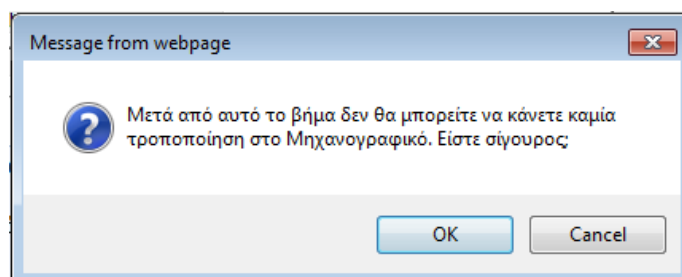 Message from webpage
Μετά από αυτό το βήμα δεν θα μπορείτε να κάνετε καμία
τροποποίηση στο Μηχανογραφικό. Είστε σίγουρος;
OK
Cancel